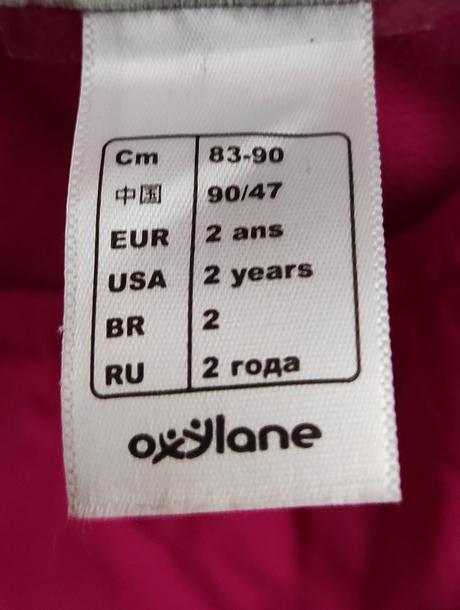 Cm 83-90
中国 90/47
EUR 2 ans
USA 2 years
BR 2
RU 2 года
oxylane